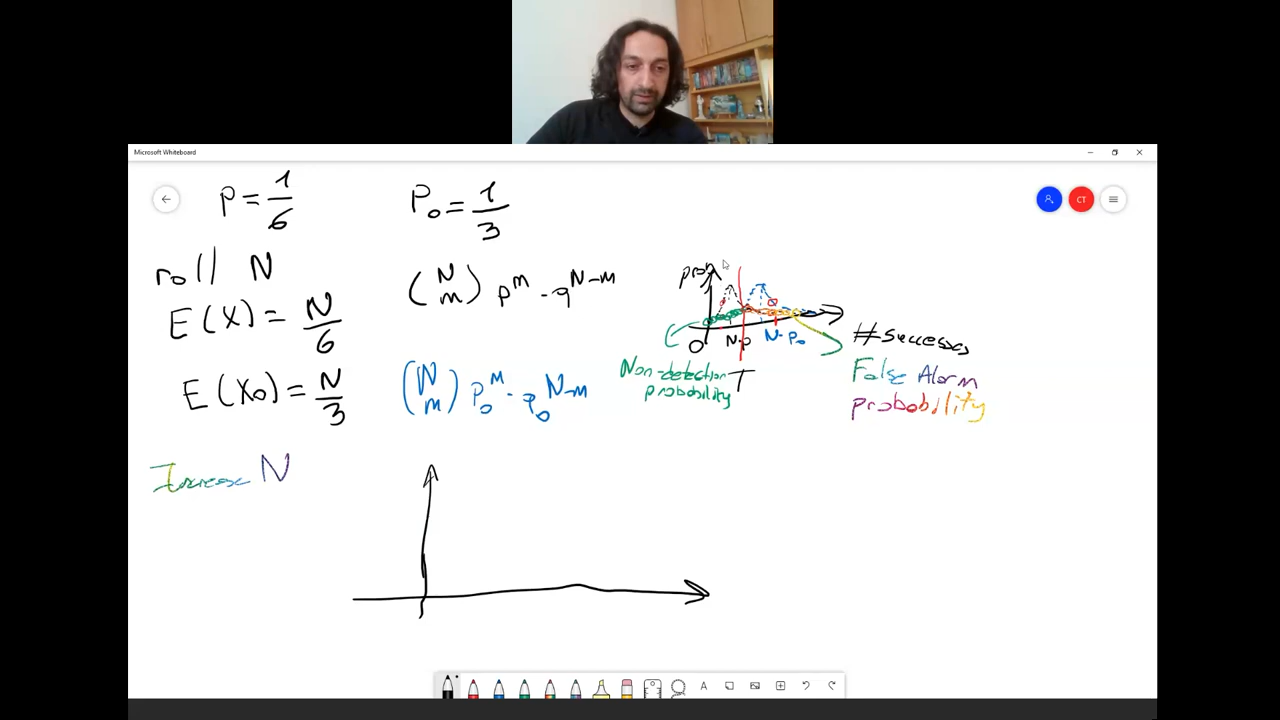 Microsoft Whiteboard
CT
p = 1/6
P₀ = 1/3
roll N
(N m) p^m · q^N-m
E(X) = N/6
E(X₀) = N/3
(N m) p₀^m · q₀^N-m
prob
O
N·p
N·p₀
T
# successes
Non-detection
probability
False Alarm
probability
Increase N
A